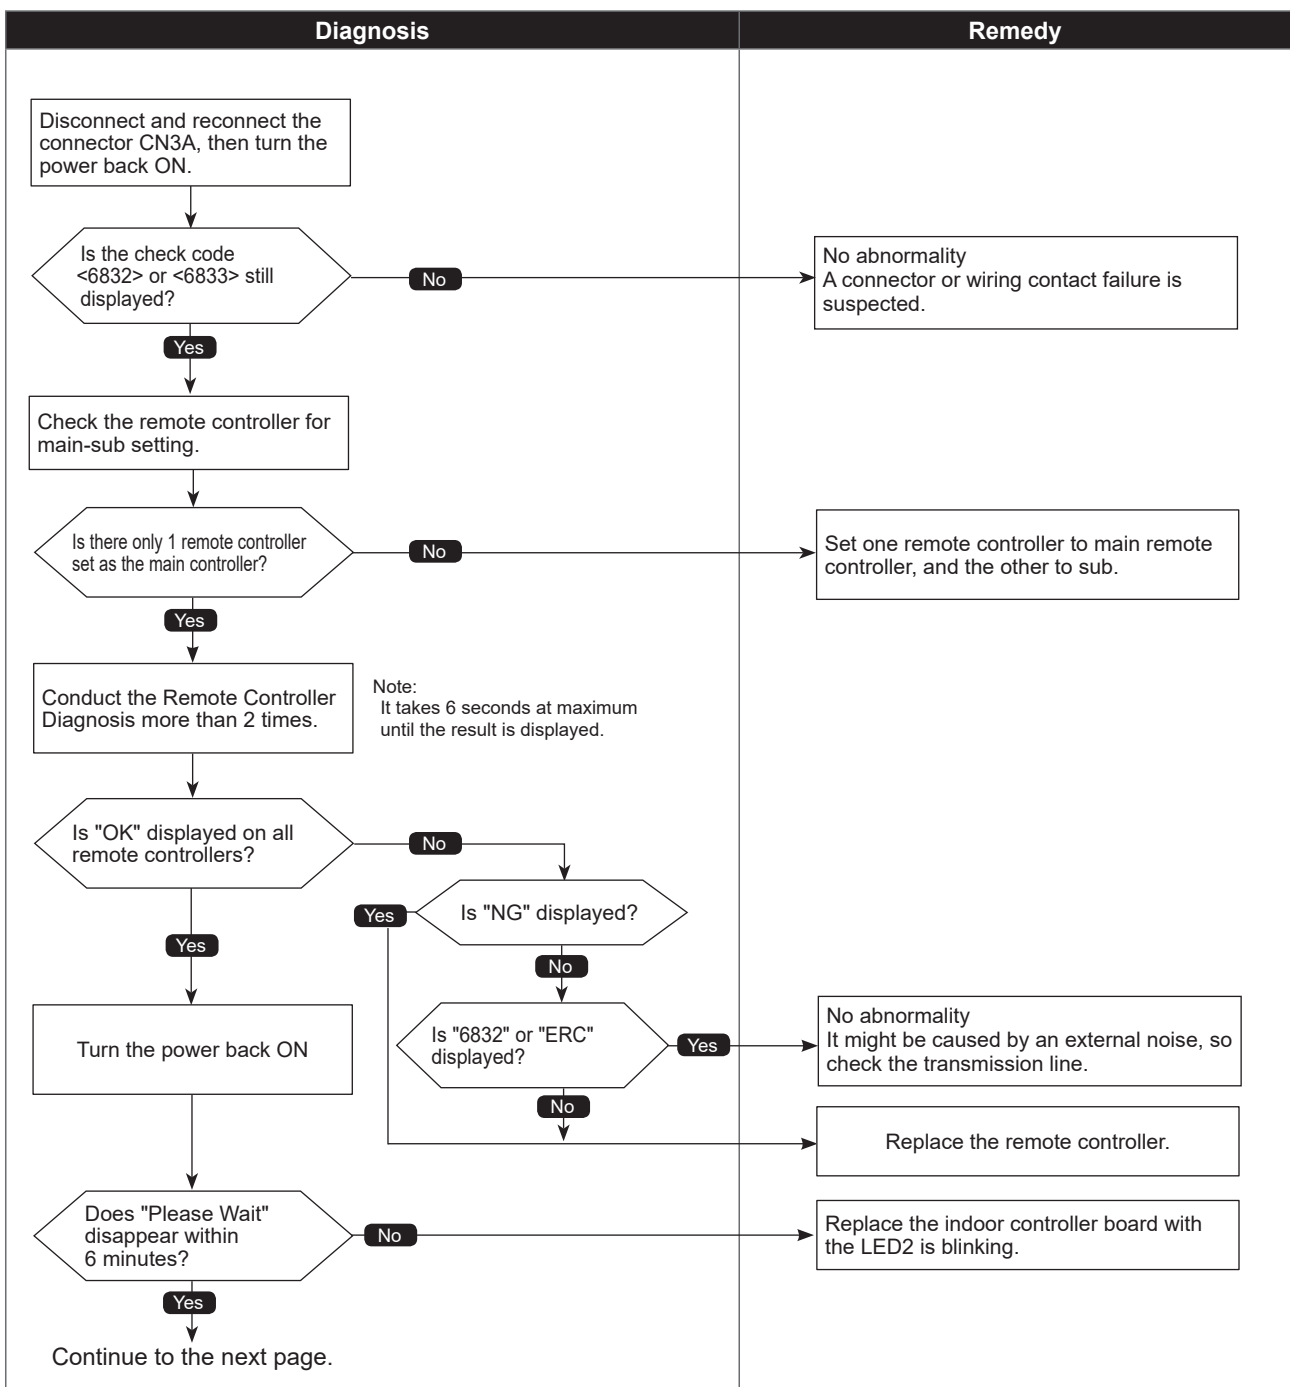 Diagnosis
Remedy
Disconnect and reconnect the
connector CN3A, then turn the
power back ON.
Is the check code
<6832> or <6833> still
displayed?
No
No abnormality
A connector or wiring contact failure is
suspected.
Yes
Check the remote controller for
main-sub setting.
Is there only 1 remote controller
set as the main controller?
No
Set one remote controller to main remote
controller, and the other to sub.
Yes
Conduct the Remote Controller
Diagnosis more than 2 times.
Note:
It takes 6 seconds at maximum
until the result is displayed.
Is "OK" displayed on all
remote controllers?
No
Is "NG" displayed?
Yes
Yes
No
Turn the power back ON
Is "6832" or "ERC"
displayed?
Yes
No abnormality
It might be caused by an external noise, so
check the transmission line.
No
Replace the remote controller.
Does "Please Wait"
disappear within
6 minutes?
No
Replace the indoor controller board with
the LED2 is blinking.
Yes
Continue to the next page.